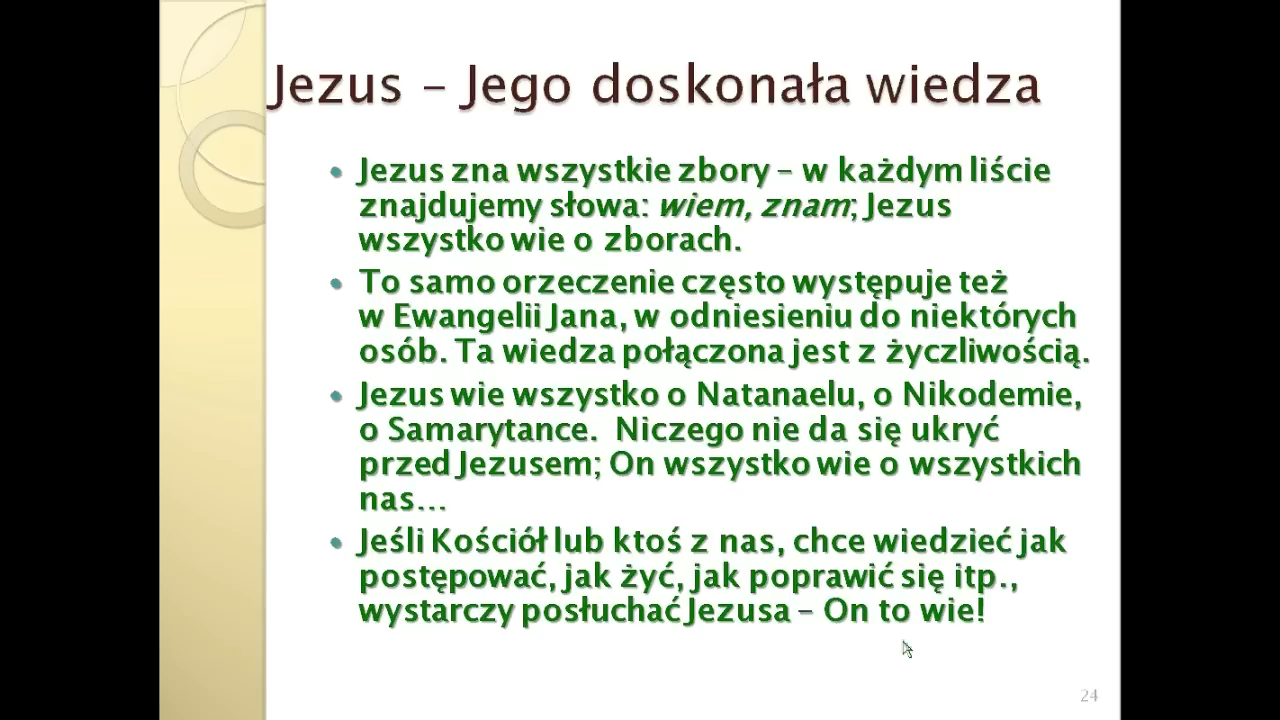 Jezus – Jego doskonała wiedza
• Jezus zna wszystkie zbory – w każdym liście
znajdujemy słowa: wiem, znam; Jezus
wszystko wie o zborach.
• To samo orzeczenie często występuje też
w Ewangelii Jana, w odniesieniu do niektórych
osób. Ta wiedza połączona jest z życzliwością.
• Jezus wie wszystko o Natanaelu, o Nikodemie,
o Samarytance. Niczego nie da się ukryć
przed Jezusem; On wszystko wie o wszystkich
nas...
• Jeśli Kościół lub ktoś z nas, chce wiedzieć jak
postępować, jak żyć, jak poprawić się itp.,
wystarczy posłuchać Jezusa – On to wie!
24